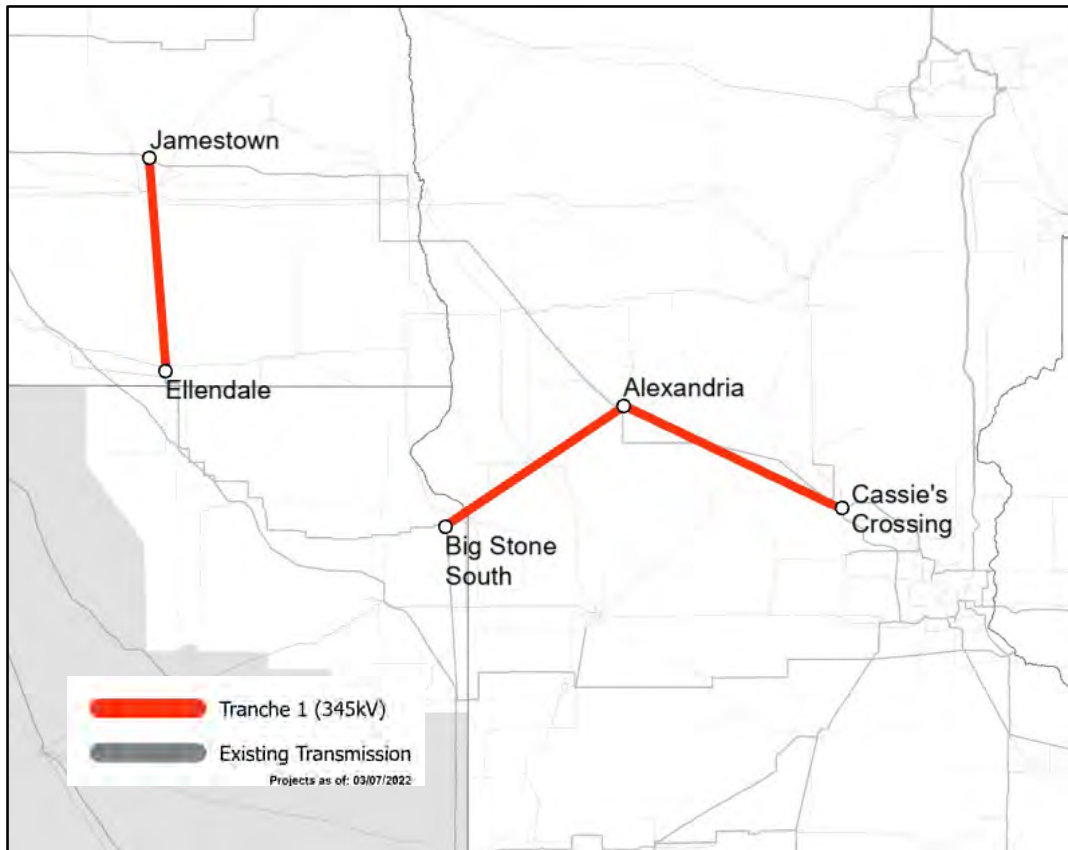 Jamestown
Ellendale
Alexandria
Cassie's
Crossing
Big Stone
South
Tranche 1 (345kV)
Existing Transmission
Projects as of: 03/07/2022